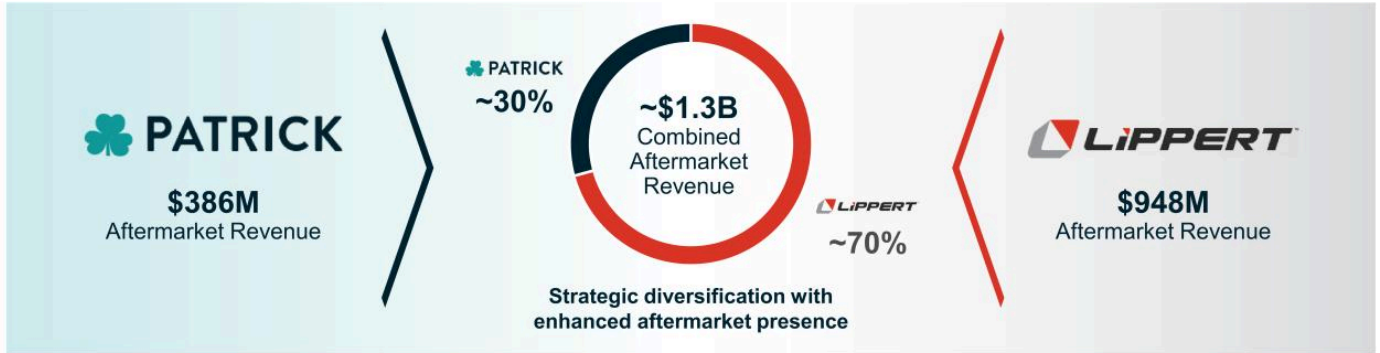 PATRICK
$386M
Aftermarket Revenue
PATRICK
~30%
~$1.3B
Combined
Aftermarket
Revenue
LiPPERT
~70%
Strategic diversification with
enhanced aftermarket presence
LiPPERT™
$948M
Aftermarket Revenue